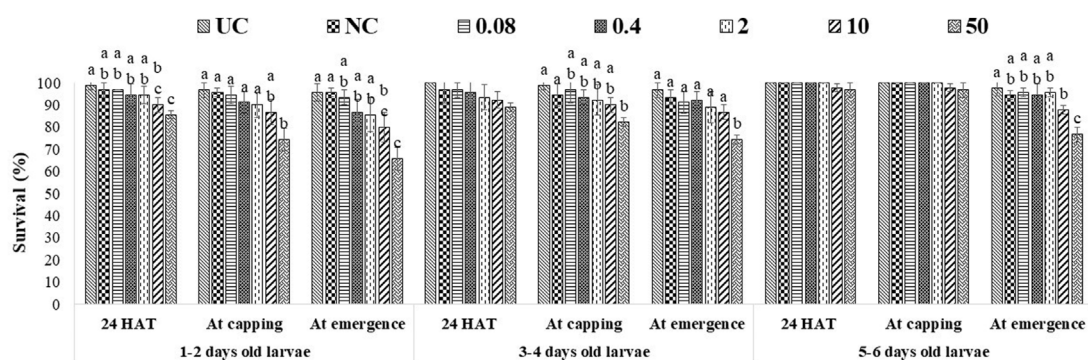 UC NC 0.08 0.4 2 10 50
Survival (%)
100
90
80
70
60
50
40
30
20
10
0
a a b a b a b a b b c c
a a a a a a b b
a a a b a b a b b c c
a a b a b a b a b a b b
a a a a a a b
a a b a b a b a b b c
24 HAT At capping At emergence 24 HAT At capping At emergence 24 HAT At capping At emergence
1-2 days old larvae 3-4 days old larvae 5-6 days old larvae